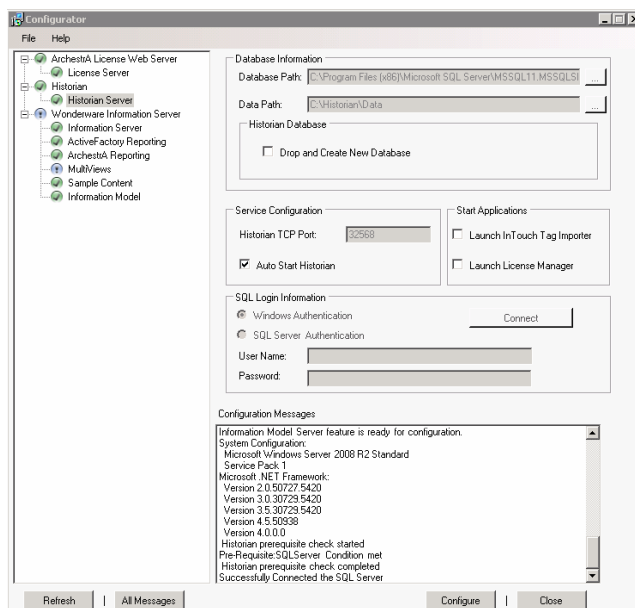 Configurator
File Help
ArchestrA License Web Server
License Server
Historian
Historian Server
Wonderware Information Server
Information Server
ActiveFactory Reporting
ArchestrA Reporting
MultiViews
Sample Content
Information Model
Database Information
Database Path: C:\Program Files (x86)\Microsoft SQL Server\MSSQL11.MSSQLSE
...
Data Path: C:\Historian\Data
...
Historian Database
Drop and Create New Database
Service Configuration
Historian TCP Port: 32568
Auto Start Historian
Start Applications
Launch InTouch Tag Importer
Launch License Manager
SQL Login Information
Windows Authentication
Connect
SQL Server Authentication
User Name:
Password:
Configuration Messages
Information Model Server feature is ready for configuration.
System Configuration:
Microsoft Windows Server 2008 R2 Standard
Service Pack 1
Microsoft .NET Framework:
Version 2.0.50727.5420
Version 3.0.30729.5420
Version 3.5.30729.5420
Version 4.5.50938
Version 4.0.0.0
Historian prerequisite check started
Pre-Requisite:SQLServer Condition met
Historian prerequisite check completed
Successfully Connected the SQL Server
Refresh | All Messages
Configure | Close